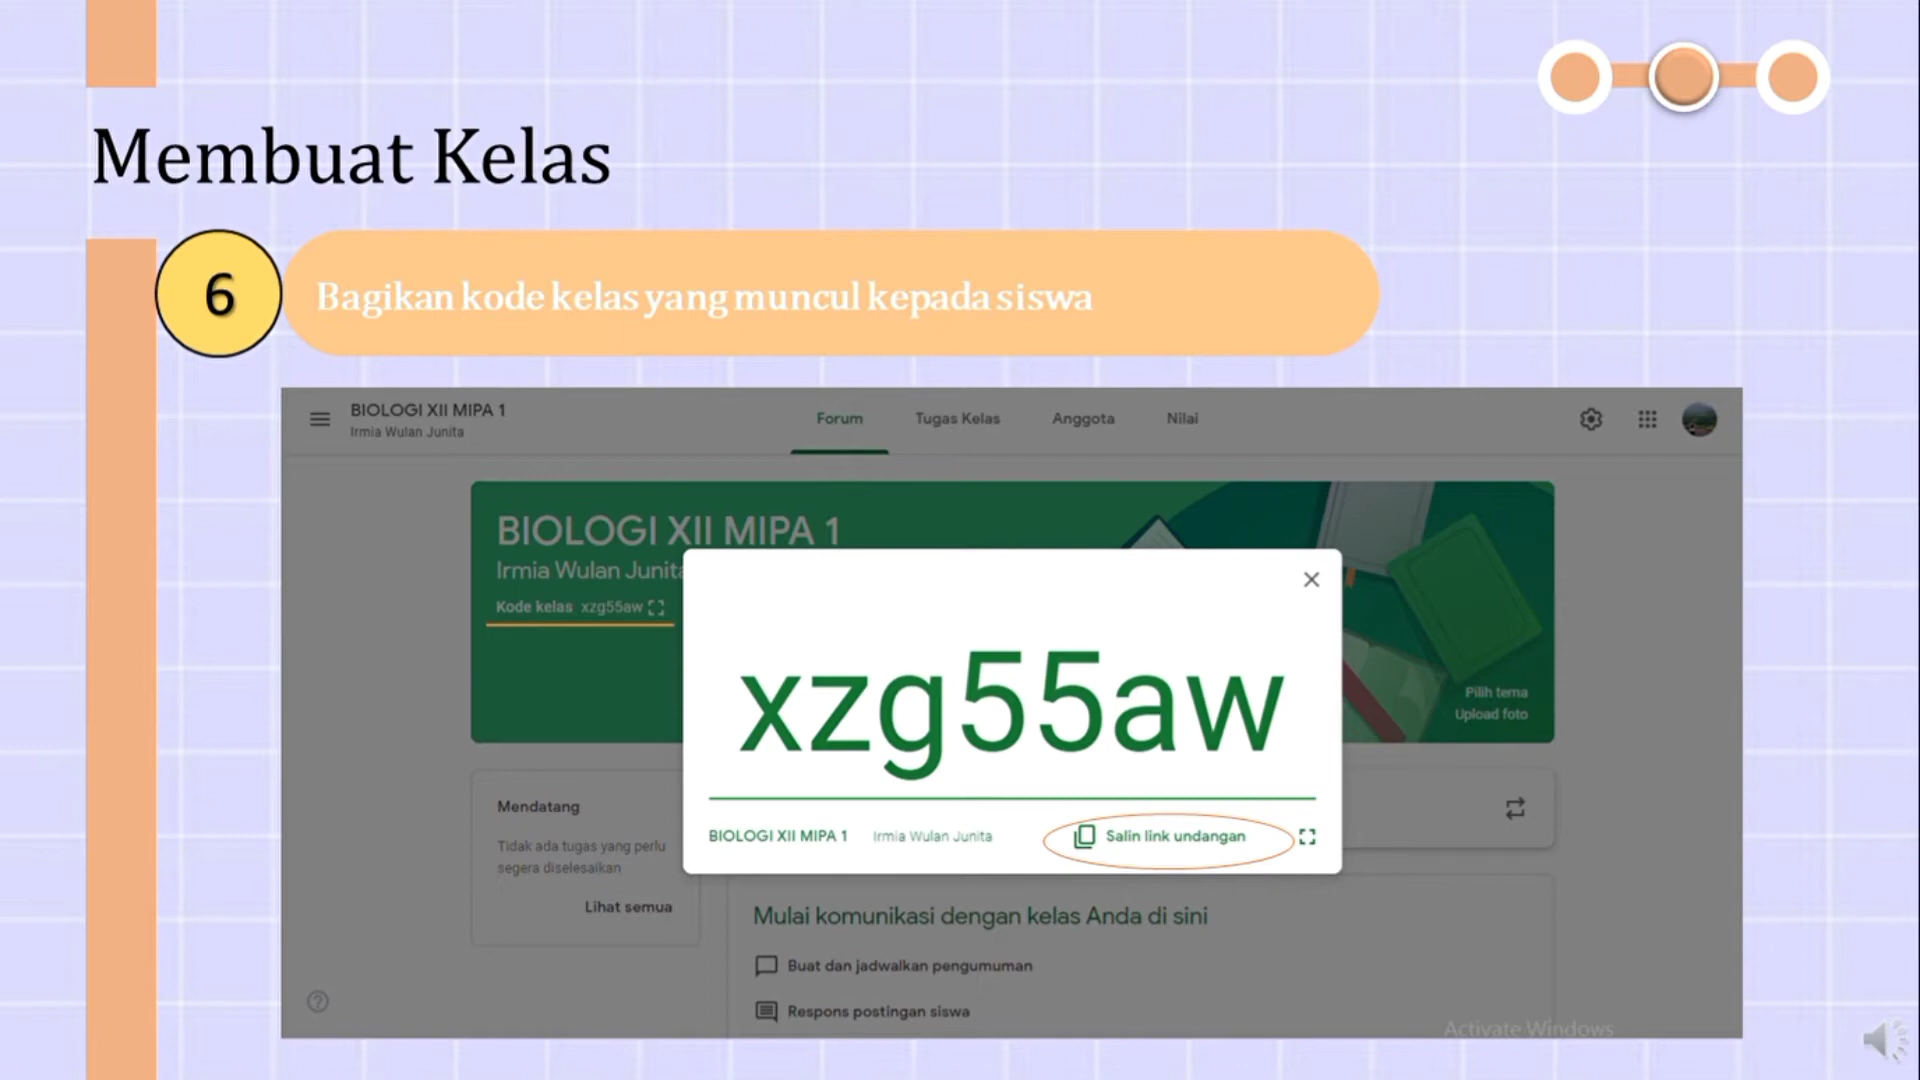 Membuat Kelas
6
Bagikan kode kelas yang muncul kepada siswa
BIOLOGI XII MIPA 1
Irmia Wulan Junita
Forum
Tugas Kelas
Anggota
Nilai
BIOLOGI XII MIPA 1
Irmia Wulan Junita
Kode kelas xzg55aw
xzg55aw
BIOLOGI XII MIPA 1
Irmia Wulan Junita
Salin link undangan
Pilih tema
Upload foto
Mendatang
Tidak ada tugas yang perlu
segera diselesaikan
Lihat semua
Mulai komunikasi dengan kelas Anda di sini
Buat dan jadwalkan pengumuman
Respons postingan siswa
Activate Windows